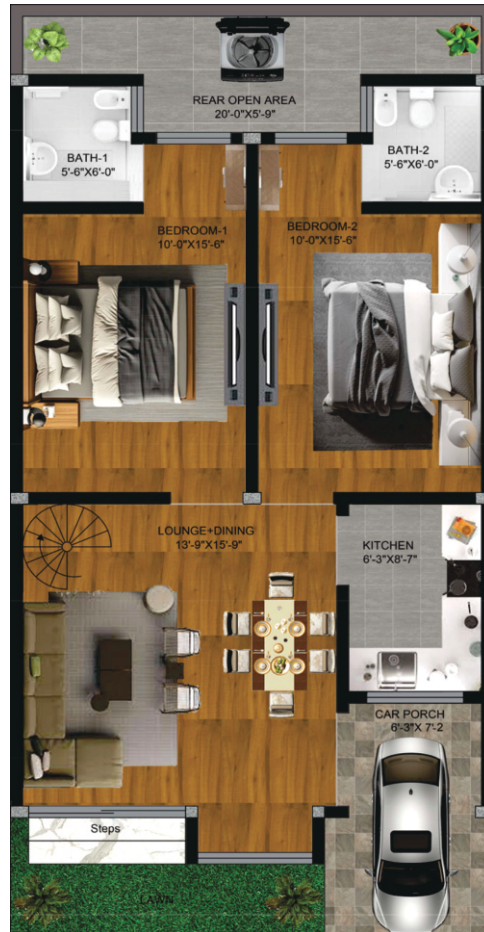 REAR OPEN AREA
20'-0"X5'-9"
BATH-1
5'-6"X6'-0"
BATH-2
5'-6"X6'-0"
BEDROOM-1
10'-0"X15'-6"
BEDROOM-2
10'-0"X15'-6"
LOUNGE+DINING
13'-9"X15'-9"
KITCHEN
6'-3"X8'-7"
CAR PORCH
6'-3"X 7'-2
Steps
LAWN